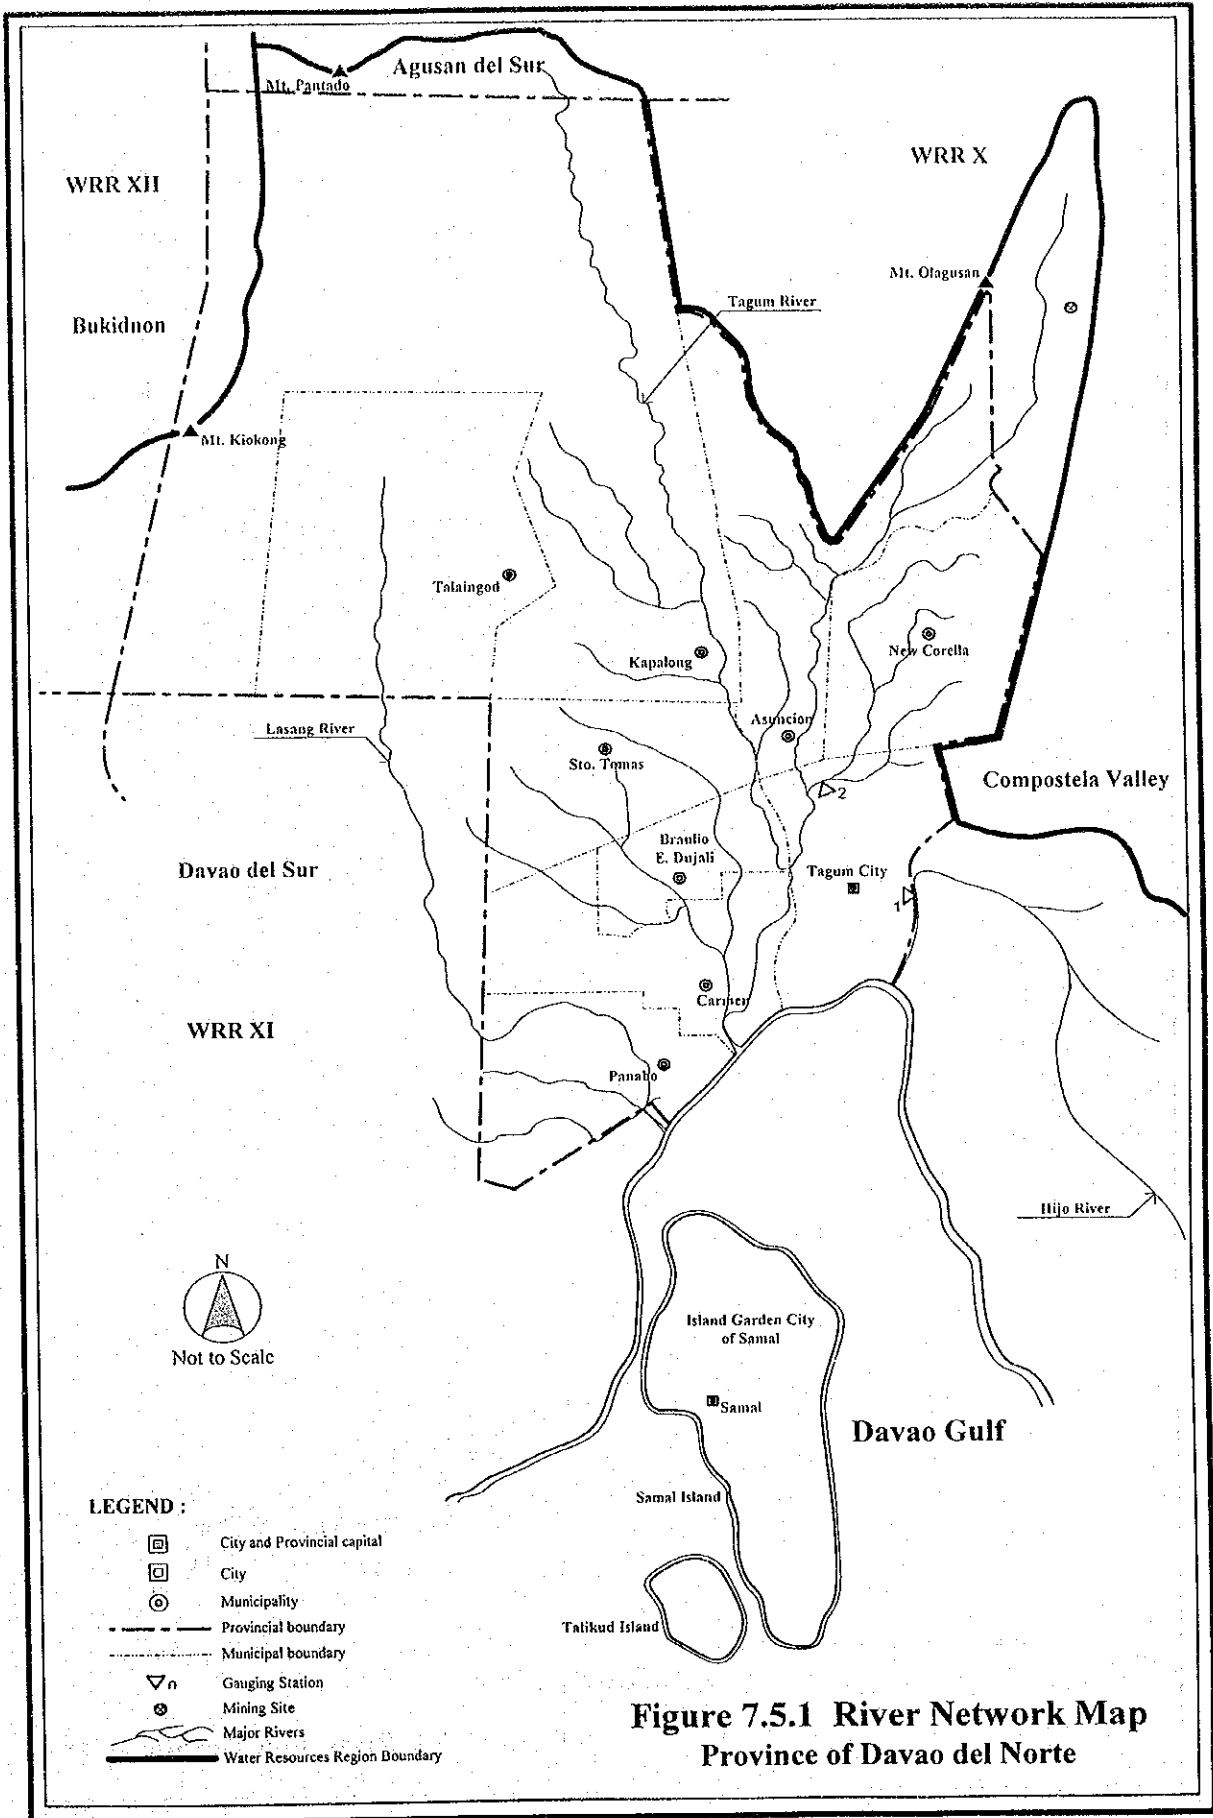 Agusan del Sur
Mt. Pantado
WRR X
WRR XII
Mt. Olagusan
Tagum River
Bukidnon
Mt. Kiokong
Talaingod
New Corella
Kapalong
Asuncion
Lasang River
Sto. Tomas
Compostela Valley
2
Braulio
E. Dujali
Tagum City
Davao del Sur
1
Carmen
WRR XI
Panabo
Hijo River
N
Not to Scale
Island Garden City
of Samal
Samal
Davao Gulf
Samal Island
Talikud Island
LEGEND :
City and Provincial capital
City
Municipality
Provincial boundary
Municipal boundary
n
Gauging Station
Mining Site
Major Rivers
Water Resources Region Boundary
Figure 7.5.1 River Network Map
Province of Davao del Norte